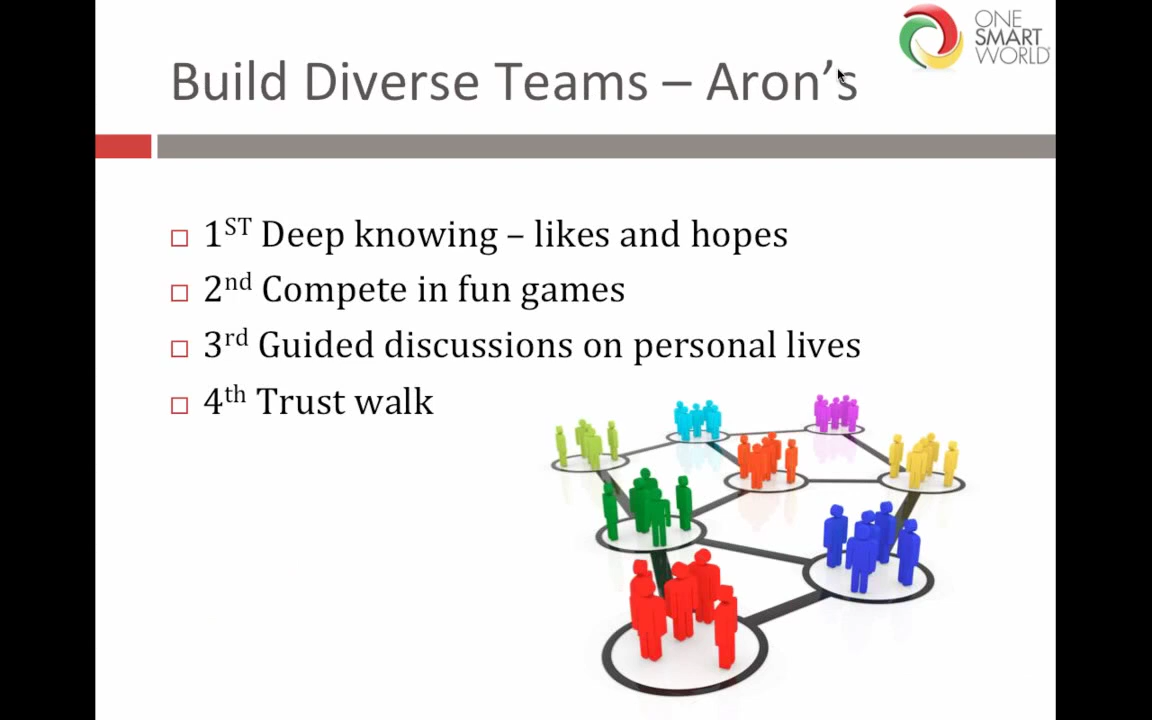 ONE
SMART
WORLD
Build Diverse Teams – Aron’s
1ST Deep knowing – likes and hopes
2nd Compete in fun games
3rd Guided discussions on personal lives
4th Trust walk